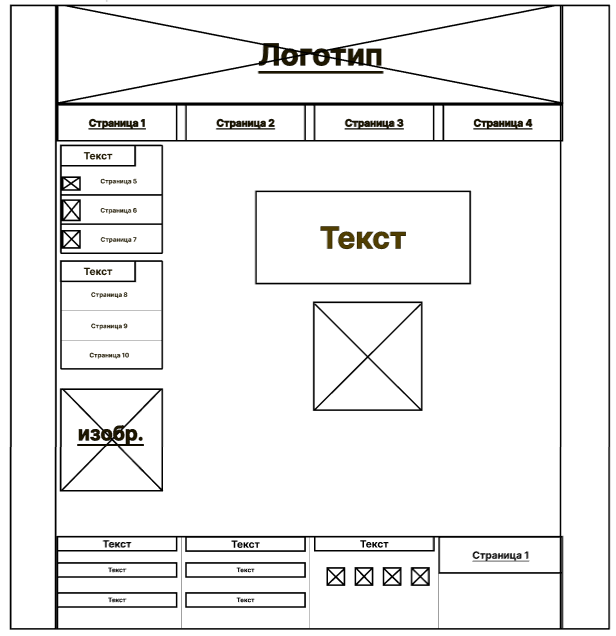 Логотип
Страница 1
Страница 2
Страница 3
Страница 4
Текст
Страница 5
Страница 6
Страница 7
Текст
Страница 8
Страница 9
Страница 10
изобр.
Текст
Текст
Текст
Текст
Текст
Текст
Текст
Текст
Страница 1